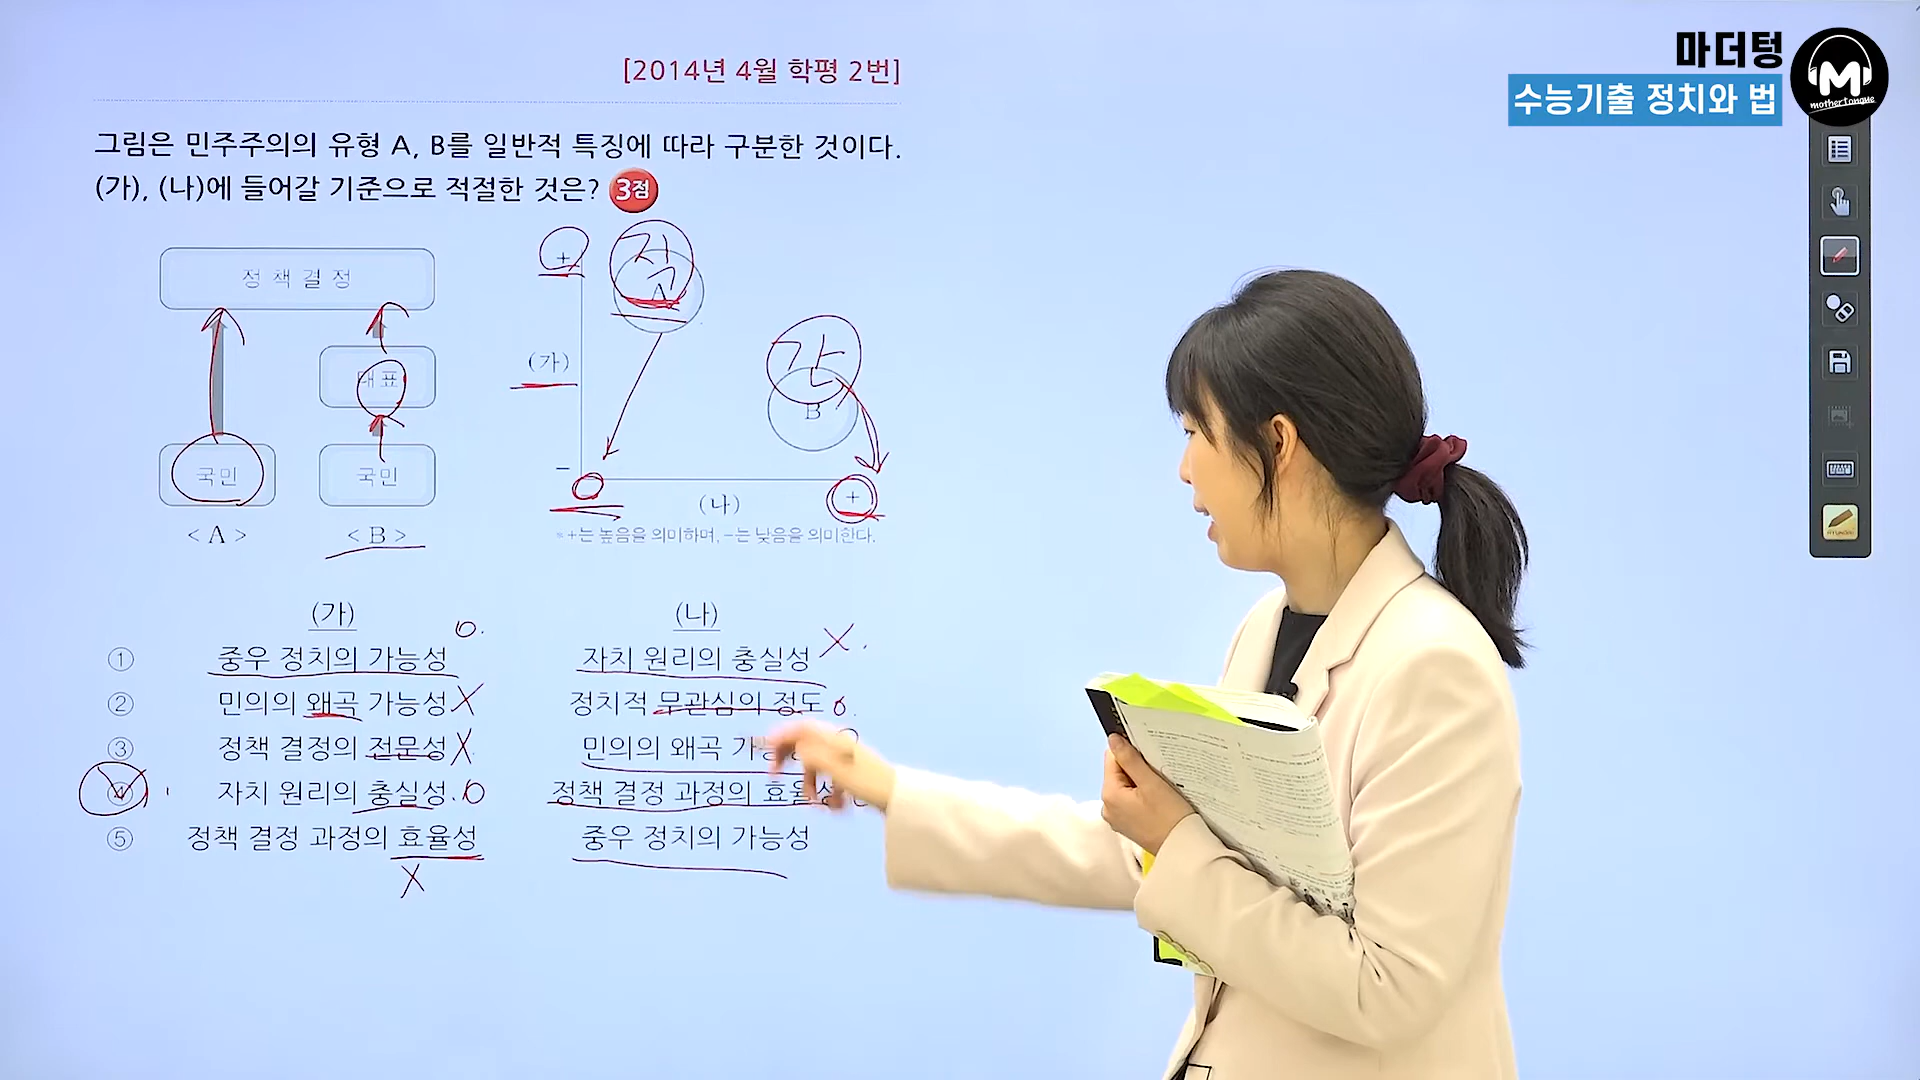 마더텅
수능기출 정치와 법
mothertongue
[2014년 4월 학평 2번]
그림은 민주주의의 유형 A, B를 일반적 특징에 따라 구분한 것이다.
(가), (나)에 들어갈 기준으로 적절한 것은? 3점
정 책 결 정
대표
국민
국민
< A >
< B >
+
직
A
(가)
간
B
−
−
(나)
+
※+는 높음을 의미하며, −는 낮음을 의미한다.
(가) (나)
① 중우 정치의 가능성 O 자치 원리의 충실성 X
② 민의의 왜곡 가능성 X 정치적 무관심의 정도 O
③ 정책 결정의 전문성 X 민의의 왜곡
④ 자치 원리의 충실성 O 정책 결정 과정의 효율성
⑤ 정책 결정 과정의 효율성 X 중우 정치의 가능성